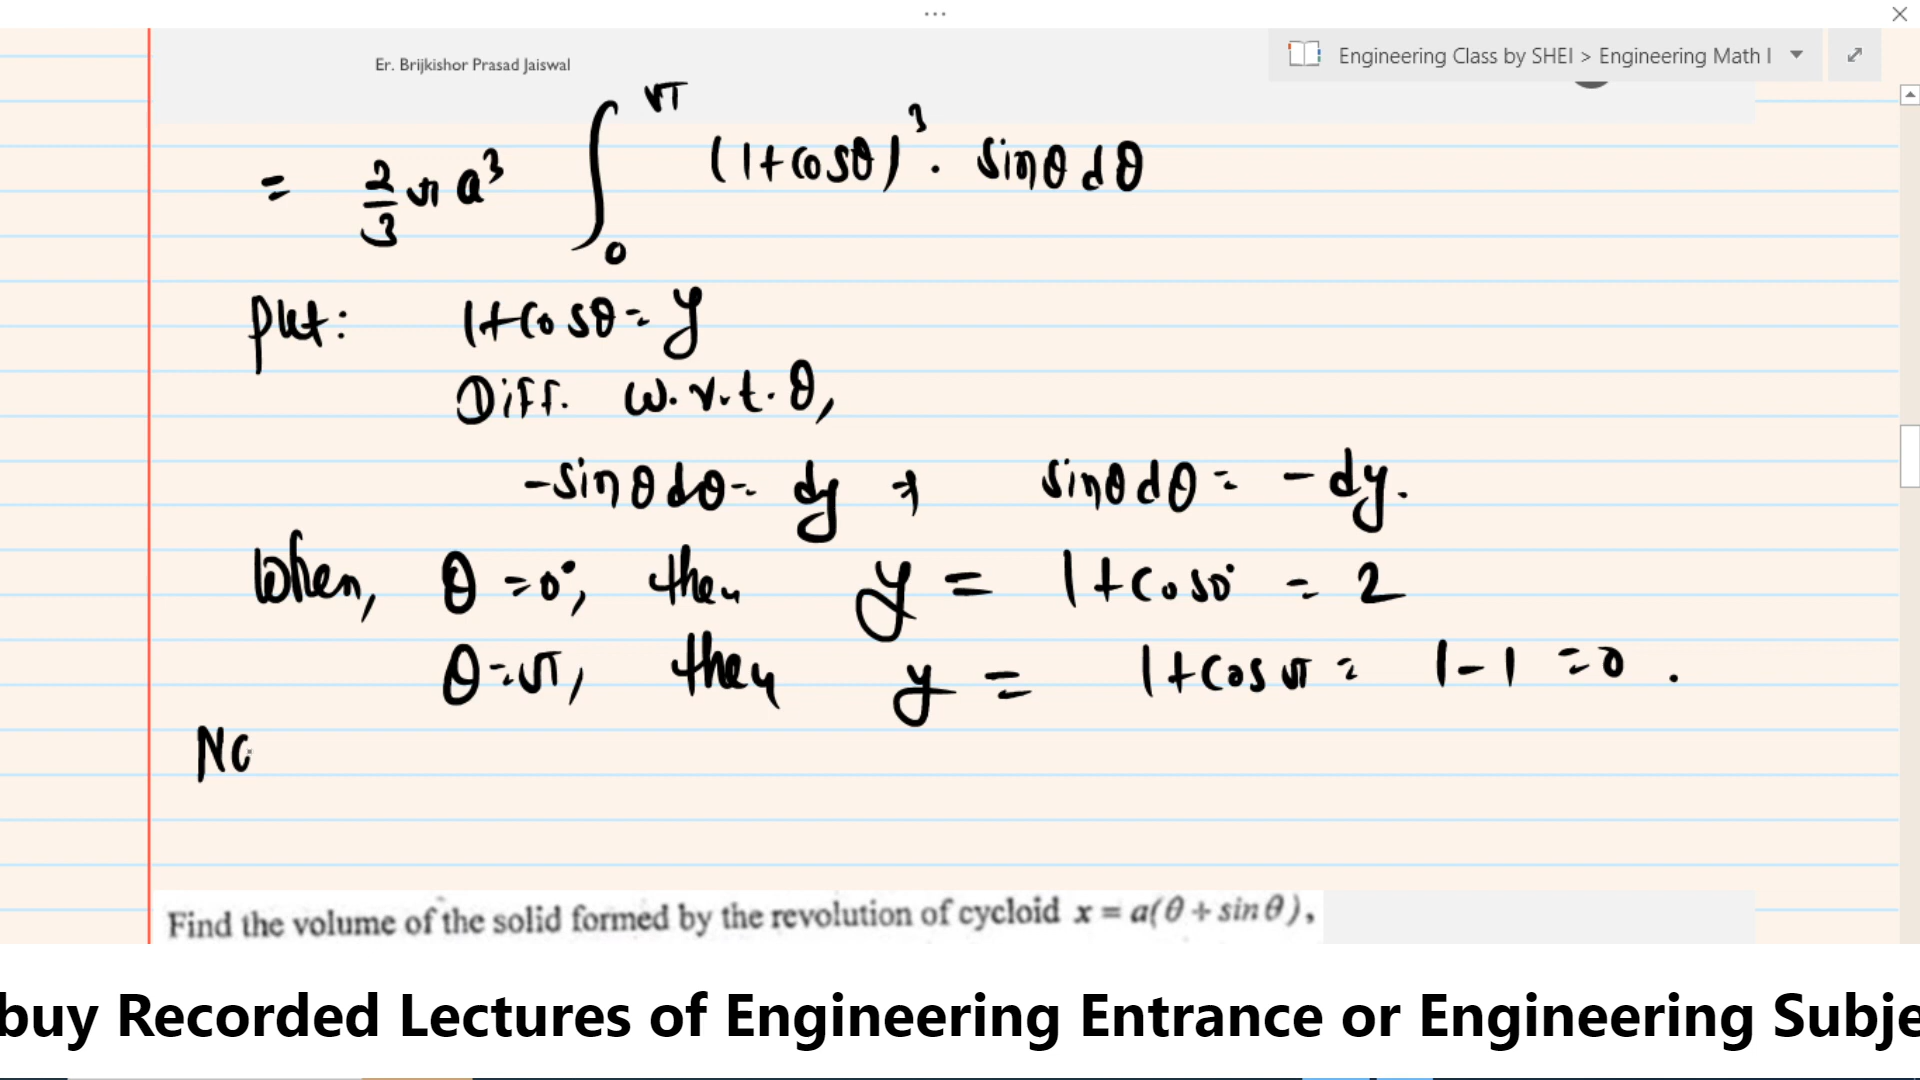 Er. Brijkishor Prasad Jaiswal
Engineering Class by SHEI > Engineering Math I
= 2/3 π a³ ∫₀^π (1+cosθ)³ · sinθ dθ
put: 1+cosθ = y
Diff. w.r.t. θ,
-sinθ dθ = dy → sinθ dθ = -dy.
When, θ = 0°, then y = 1+cos0° = 2
θ = π, then y = 1+cosπ = 1-1 = 0.
NO
Find the volume of the solid formed by the revolution of cycloid x = a(θ + sin θ),
buy Recorded Lectures of Engineering Entrance or Engineering Subje